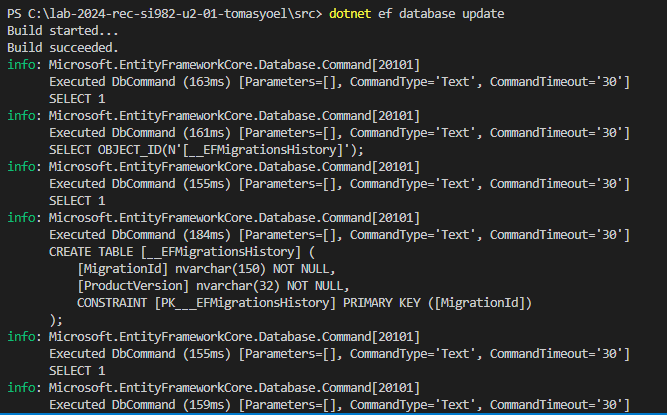 PS C:\lab-2024-rec-si982-u2-01-tomasyoel\src> dotnet ef database update
Build started...
Build succeeded.
info: Microsoft.EntityFrameworkCore.Database.Command[20101]
      Executed DbCommand (163ms) [Parameters=[], CommandType='Text', CommandTimeout='30']
      SELECT 1
info: Microsoft.EntityFrameworkCore.Database.Command[20101]
      Executed DbCommand (161ms) [Parameters=[], CommandType='Text', CommandTimeout='30']
      SELECT OBJECT_ID(N'[__EFMigrationsHistory]');
info: Microsoft.EntityFrameworkCore.Database.Command[20101]
      Executed DbCommand (155ms) [Parameters=[], CommandType='Text', CommandTimeout='30']
      SELECT 1
info: Microsoft.EntityFrameworkCore.Database.Command[20101]
      Executed DbCommand (184ms) [Parameters=[], CommandType='Text', CommandTimeout='30']
      CREATE TABLE [__EFMigrationsHistory] (
          [MigrationId] nvarchar(150) NOT NULL,
          [ProductVersion] nvarchar(32) NOT NULL,
          CONSTRAINT [PK___EFMigrationsHistory] PRIMARY KEY ([MigrationId])
      );
info: Microsoft.EntityFrameworkCore.Database.Command[20101]
      Executed DbCommand (155ms) [Parameters=[], CommandType='Text', CommandTimeout='30']
      SELECT 1
info: Microsoft.EntityFrameworkCore.Database.Command[20101]
      Executed DbCommand (159ms) [Parameters=[], CommandType='Text', CommandTimeout='30']